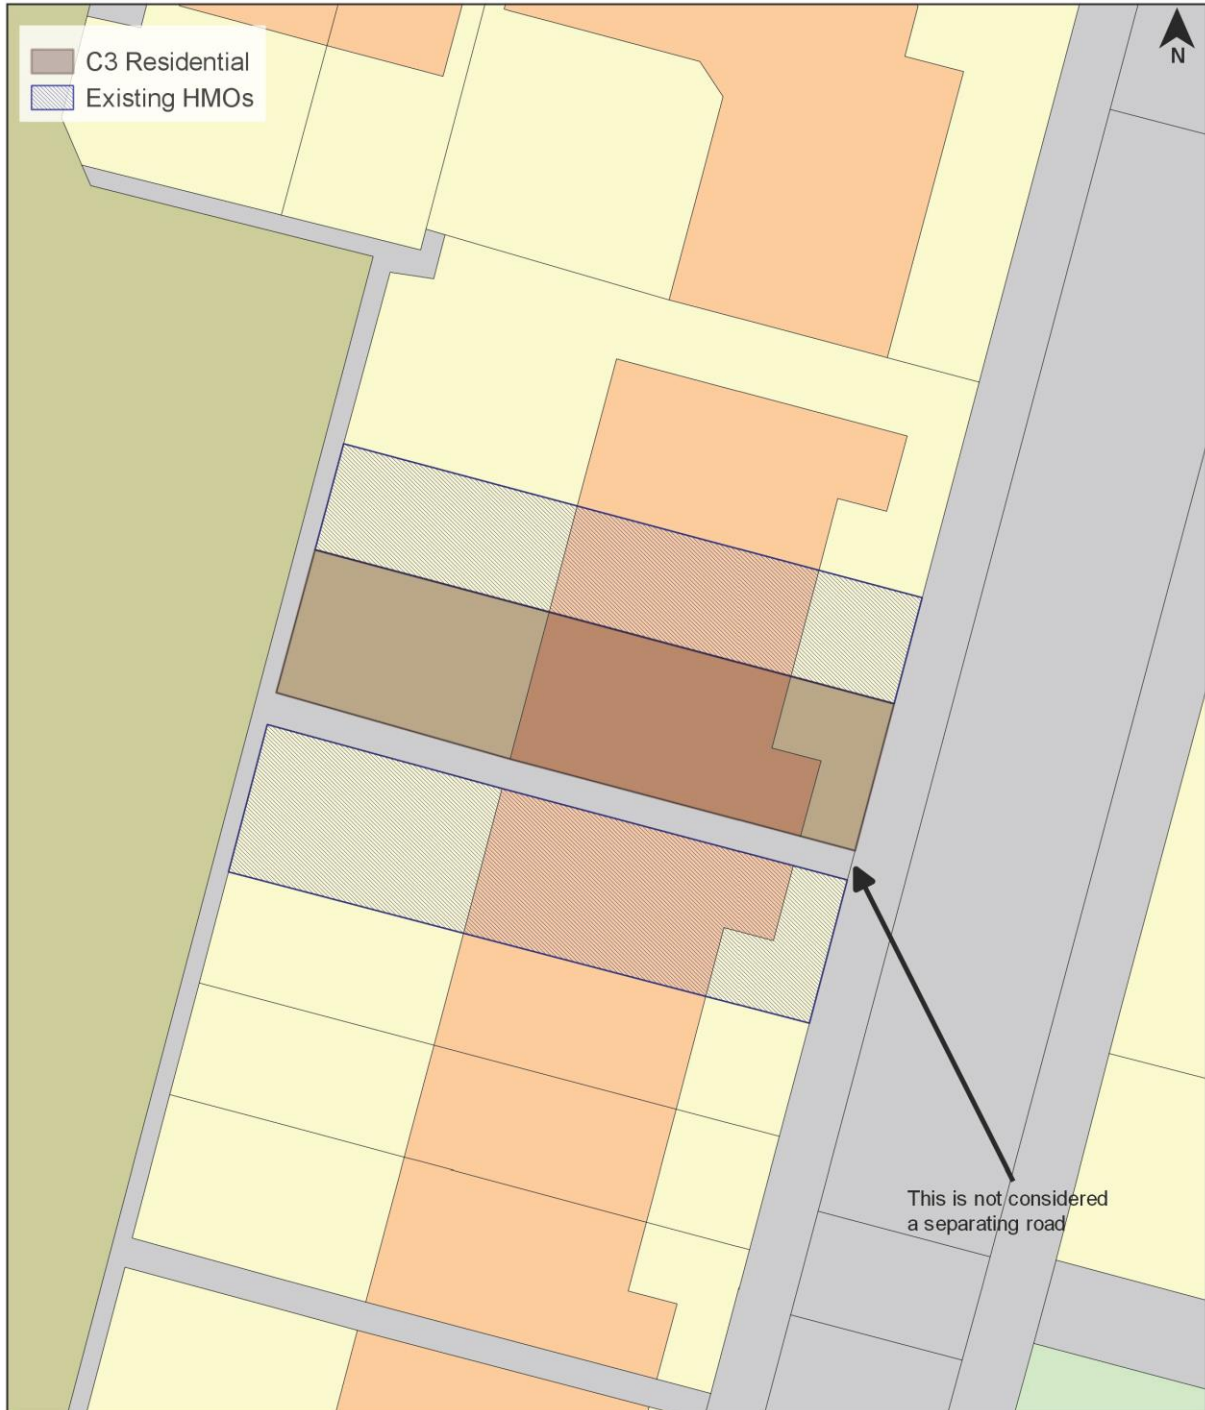 C3 Residential
Existing HMOs
N
This is not considered
a separating road